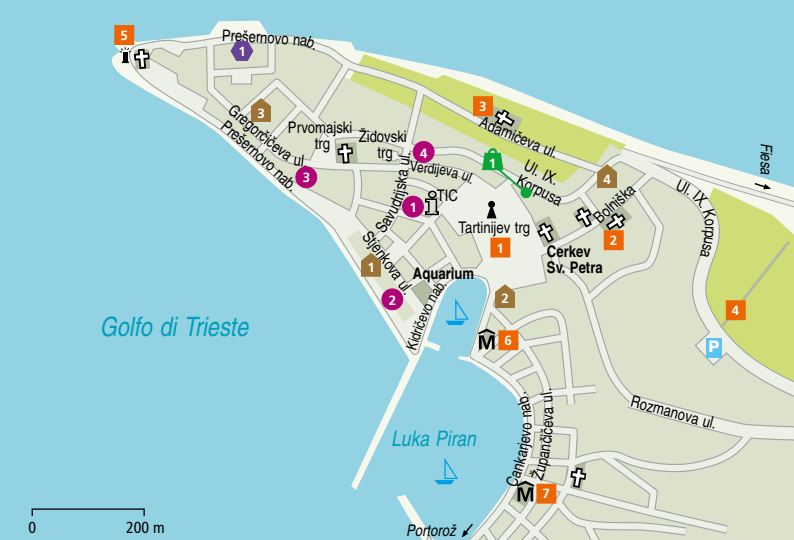 5
Prešernovo nab.
1
3
3
Adamičeva ul.
Gregorčičeva ul.
Prešernovo nab.
Prvomajski
trg
Židovski
trg
4
Verdijeva ul.
1
Ul. IX.
Korpusa
Fiesa
3
Savudrijska ul.
1
TIC
Tartinijev trg
1
4
Bolniška
2
Ul. IX. Korpusa
Cerkev
Sv. Petra
Stjenkova ul.
1
2
Aquarium
Kidričevo nab.
2
4
P
Golfo di Trieste
M
6
Rozmanova ul.
Luka Piran
Cankarjevo nab.
Župančičeva ul.
M
7
0
200 m
Portorož